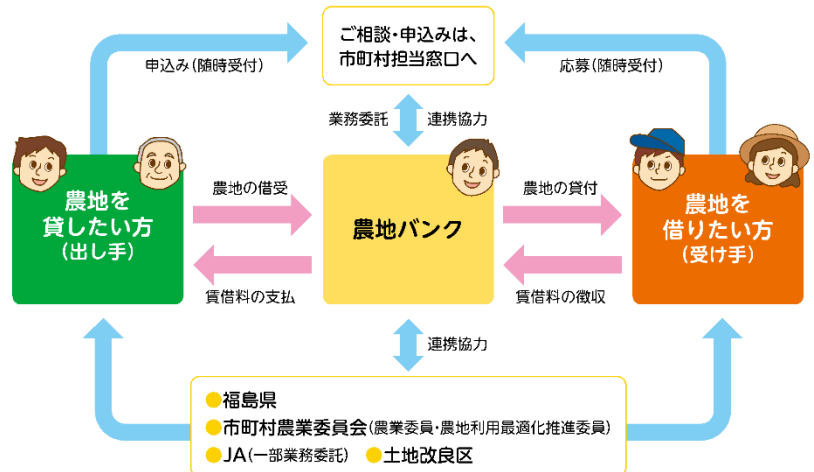 ご相談・申込みは、
市町村担当窓口へ
申込み(随時受付)
応募(随時受付)
業務委託
連携協力
農地を
貸したい方
(出し手)
農地の借受
賃借料の支払
農地バンク
農地の貸付
賃借料の徴収
農地を
借りたい方
(受け手)
連携協力
●福島県
●市町村農業委員会(農業委員・農地利用最適化推進委員)
●JA(一部業務委託) ●土地改良区